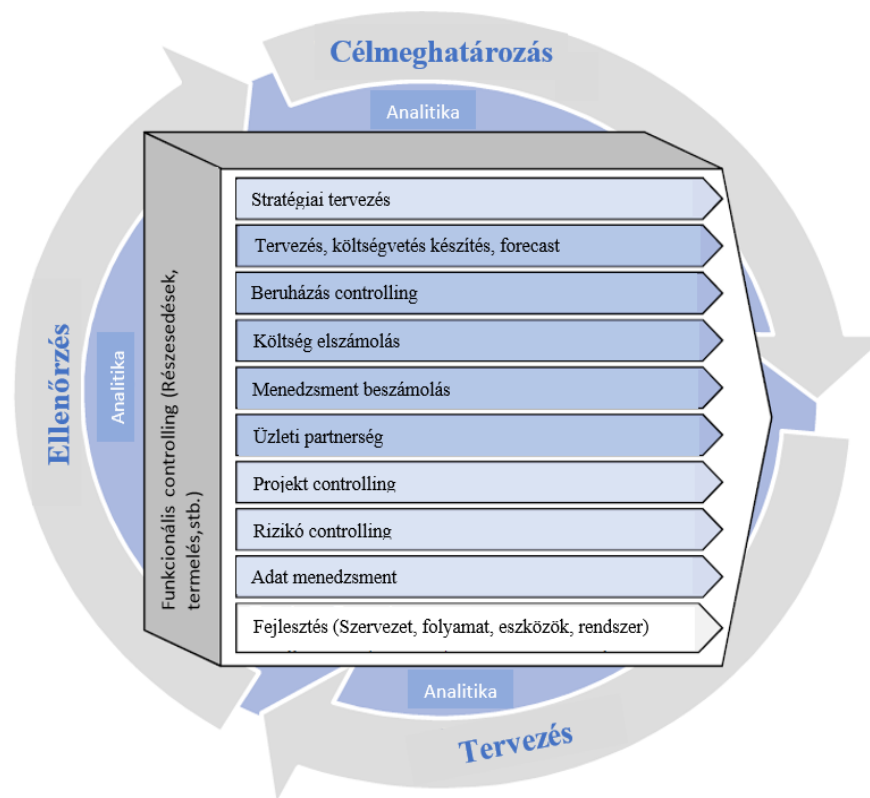 Célmeghatározás
Analitika
Stratégiai tervezés
Tervezés, költségvetés készítés, forecast
Beruházás controlling
Költség elszámolás
Menedzsment beszámolás
Üzleti partnerség
Projekt controlling
Rizikó controlling
Adat menedzsment
Fejlesztés (Szervezet, folyamat, eszközök, rendszer)
Funkcionális controlling (Részesedések,
termelés,stb.)
Analitika
Ellenőrzés
Analitika
Tervezés